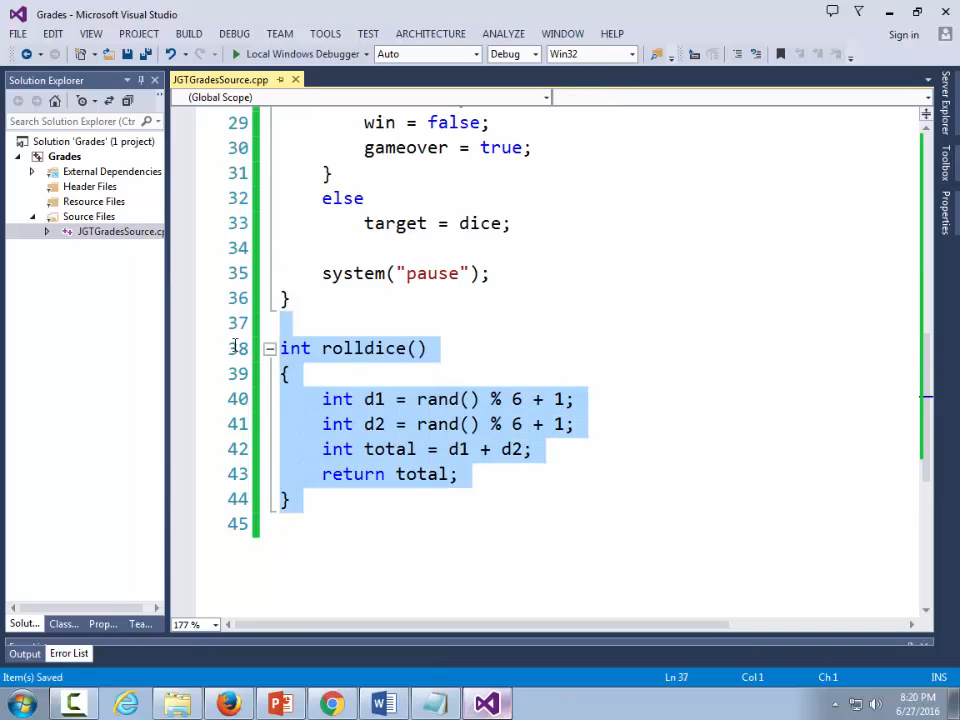 Grades - Microsoft Visual Studio
FILE EDIT VIEW PROJECT BUILD DEBUG TEAM TOOLS TEST ARCHITECTURE ANALYZE WINDOW HELP Sign in
Local Windows Debugger Auto Debug Win32
Solution Explorer
Search Solution Explorer (Ctr
Solution 'Grades' (1 project)
Grades
External Dependencies
Header Files
Resource Files
Source Files
JGTGradesSource.cp
Solut... Class... Prop... Tea...
JGTGradesSource.cpp
(Global Scope)
29 win = false;
30 gameover = true;
31 }
32 else
33 target = dice;
34
35 system("pause");
36 }
37
38 int rolldice()
39 {
40 int d1 = rand() % 6 + 1;
41 int d2 = rand() % 6 + 1;
42 int total = d1 + d2;
43 return total;
44 }
45
177 %
Server Explorer
Toolbox
Properties
Output Error List
Item(s) Saved Ln 37 Col 1 Ch 1 INS
8:20 PM
6/27/2016